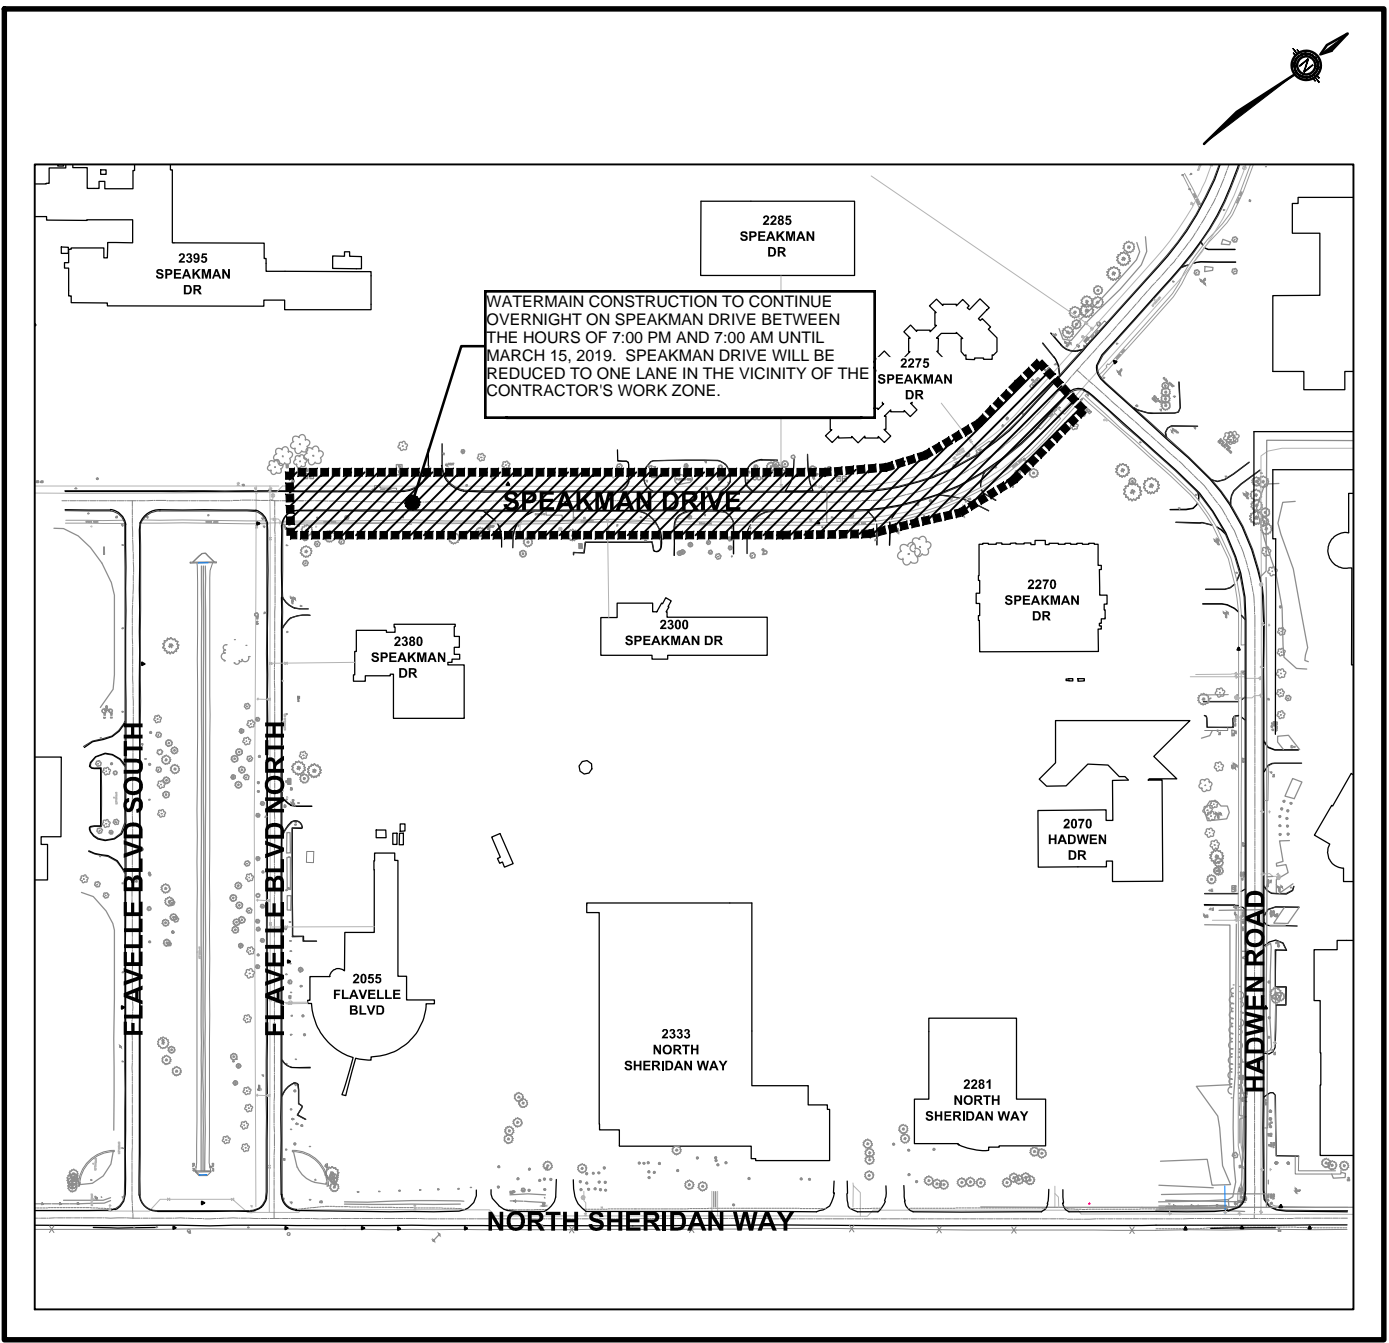 N
2285
SPEAKMAN
DR
2395
SPEAKMAN
DR
WATERMAIN CONSTRUCTION TO CONTINUE
OVERNIGHT ON SPEAKMAN DRIVE BETWEEN
THE HOURS OF 7:00 PM AND 7:00 AM UNTIL
MARCH 15, 2019.  SPEAKMAN DRIVE WILL BE
REDUCED TO ONE LANE IN THE VICINITY OF THE
CONTRACTOR'S WORK ZONE.
2275
SPEAKMAN
DR
SPEAKMAN DRIVE
2270
SPEAKMAN
DR
2300
SPEAKMAN DR
2380
SPEAKMAN
DR
FLAVELLE BLVD SOUTH
FLAVELLE BLVD NORTH
2070
HADWEN
DR
HADWEN ROAD
2055
FLAVELLE
BLVD
2333
NORTH
SHERIDAN WAY
2281
NORTH
SHERIDAN WAY
NORTH SHERIDAN WAY